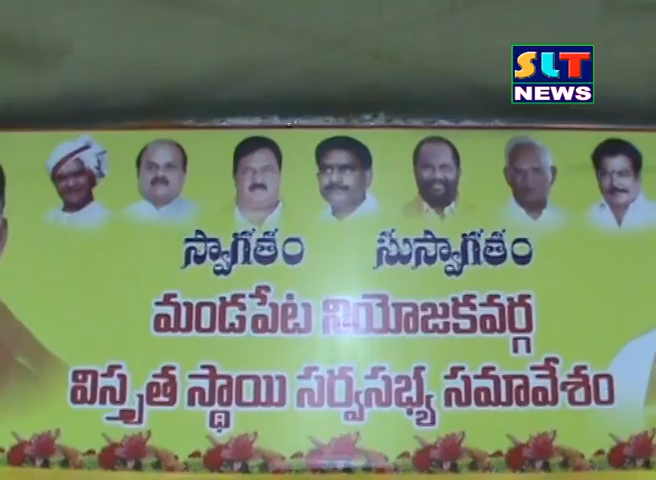 SLT
NEWS
స్వాగతం సుస్వాగతం
మండపేట నియోజకవర్గ
విస్తృత స్థాయి సర్వసభ్య సమావేశం